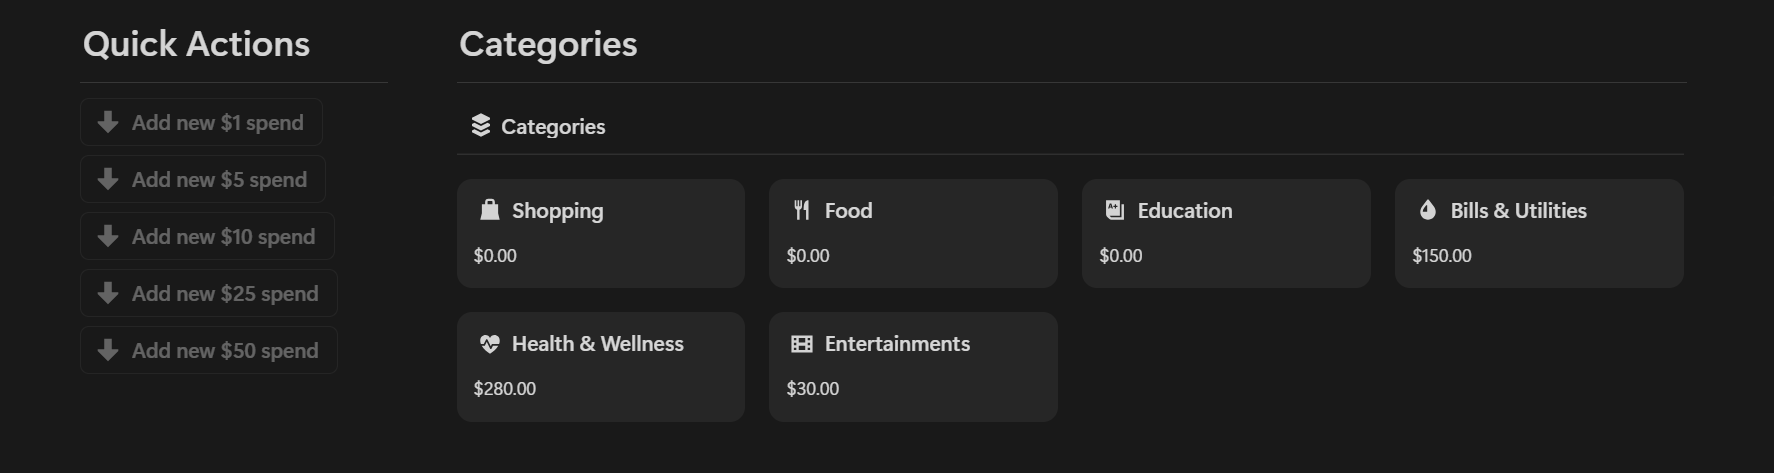 Quick Actions
Add new $1 spend
Add new $5 spend
Add new $10 spend
Add new $25 spend
Add new $50 spend
Categories
Categories
Shopping
$0.00
Food
$0.00
Education
$0.00
Bills & Utilities
$150.00
Health & Wellness
$280.00
Entertainments
$30.00